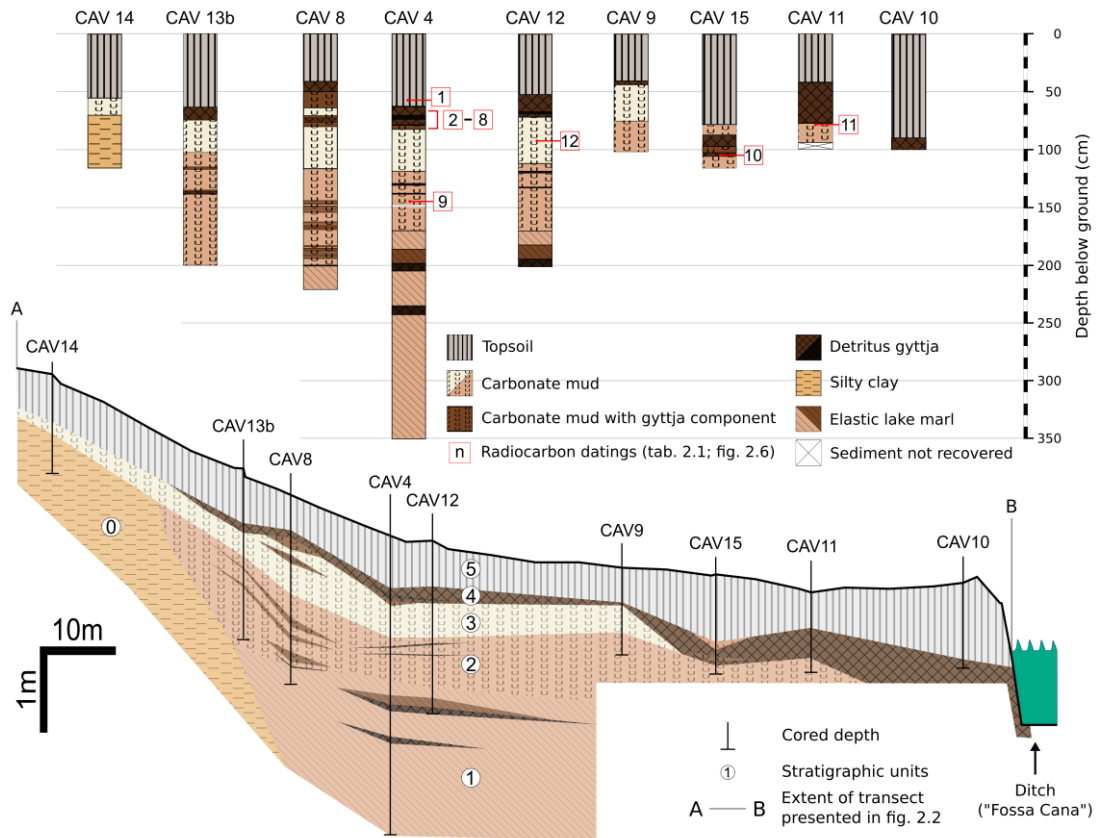 CAV 14 CAV 13b CAV 8 CAV 4 CAV 12 CAV 9 CAV 15 CAV 11 CAV 10
0
50
100
150
200
250
300
350
Depth below ground (cm)
1
2 – 8
12
9
10
11
Topsoil
Carbonate mud
Carbonate mud with gyttja component
n Radiocarbon datings (tab. 2.1; fig. 2.6)
Detritus gyttja
Silty clay
Elastic lake marl
Sediment not recovered
A
CAV14
CAV13b
CAV8
CAV4
CAV12
CAV9
CAV15
CAV11
CAV10
B
0
5
4
3
2
1
10m
1m
Cored depth
1 Stratigraphic units
A — B Extent of transect
presented in fig. 2.2
Ditch
("Fossa Cana")